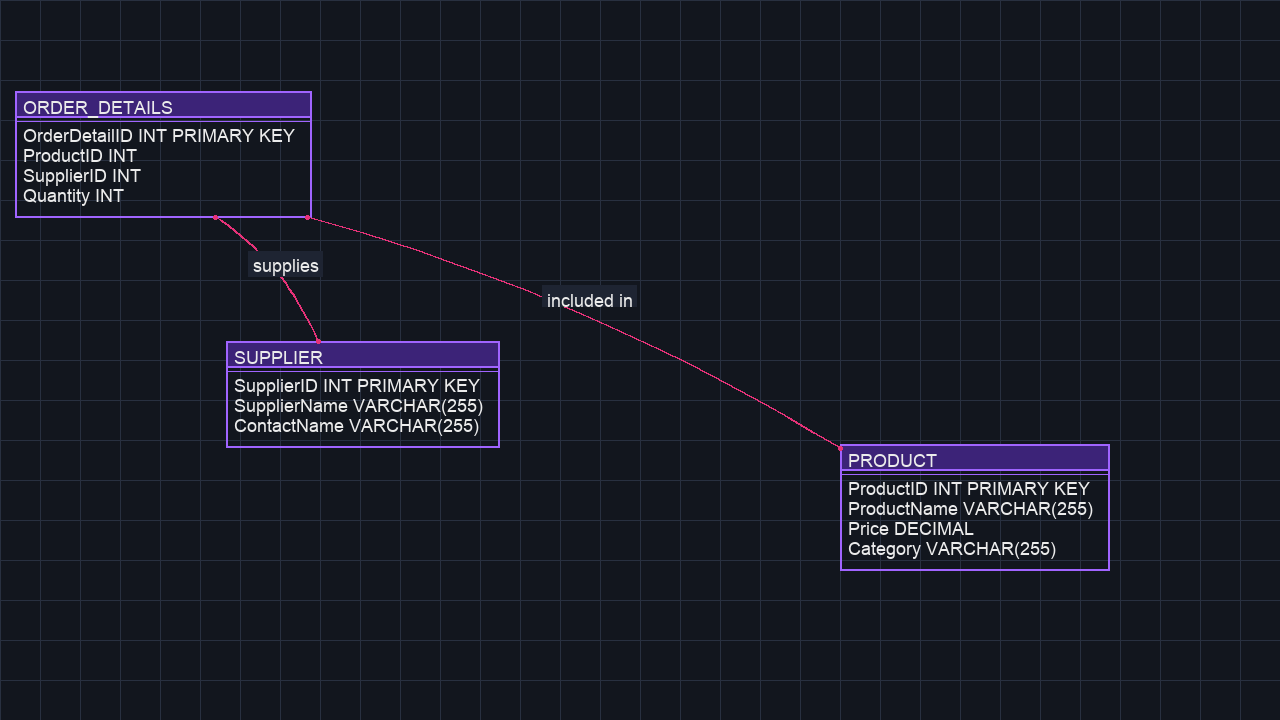 ORDER_DETAILS
OrderDetailID INT PRIMARY KEY
ProductID INT
SupplierID INT
Quantity INT
supplies
included in
SUPPLIER
SupplierID INT PRIMARY KEY
SupplierName VARCHAR(255)
ContactName VARCHAR(255)
PRODUCT
ProductID INT PRIMARY KEY
ProductName VARCHAR(255)
Price DECIMAL
Category VARCHAR(255)